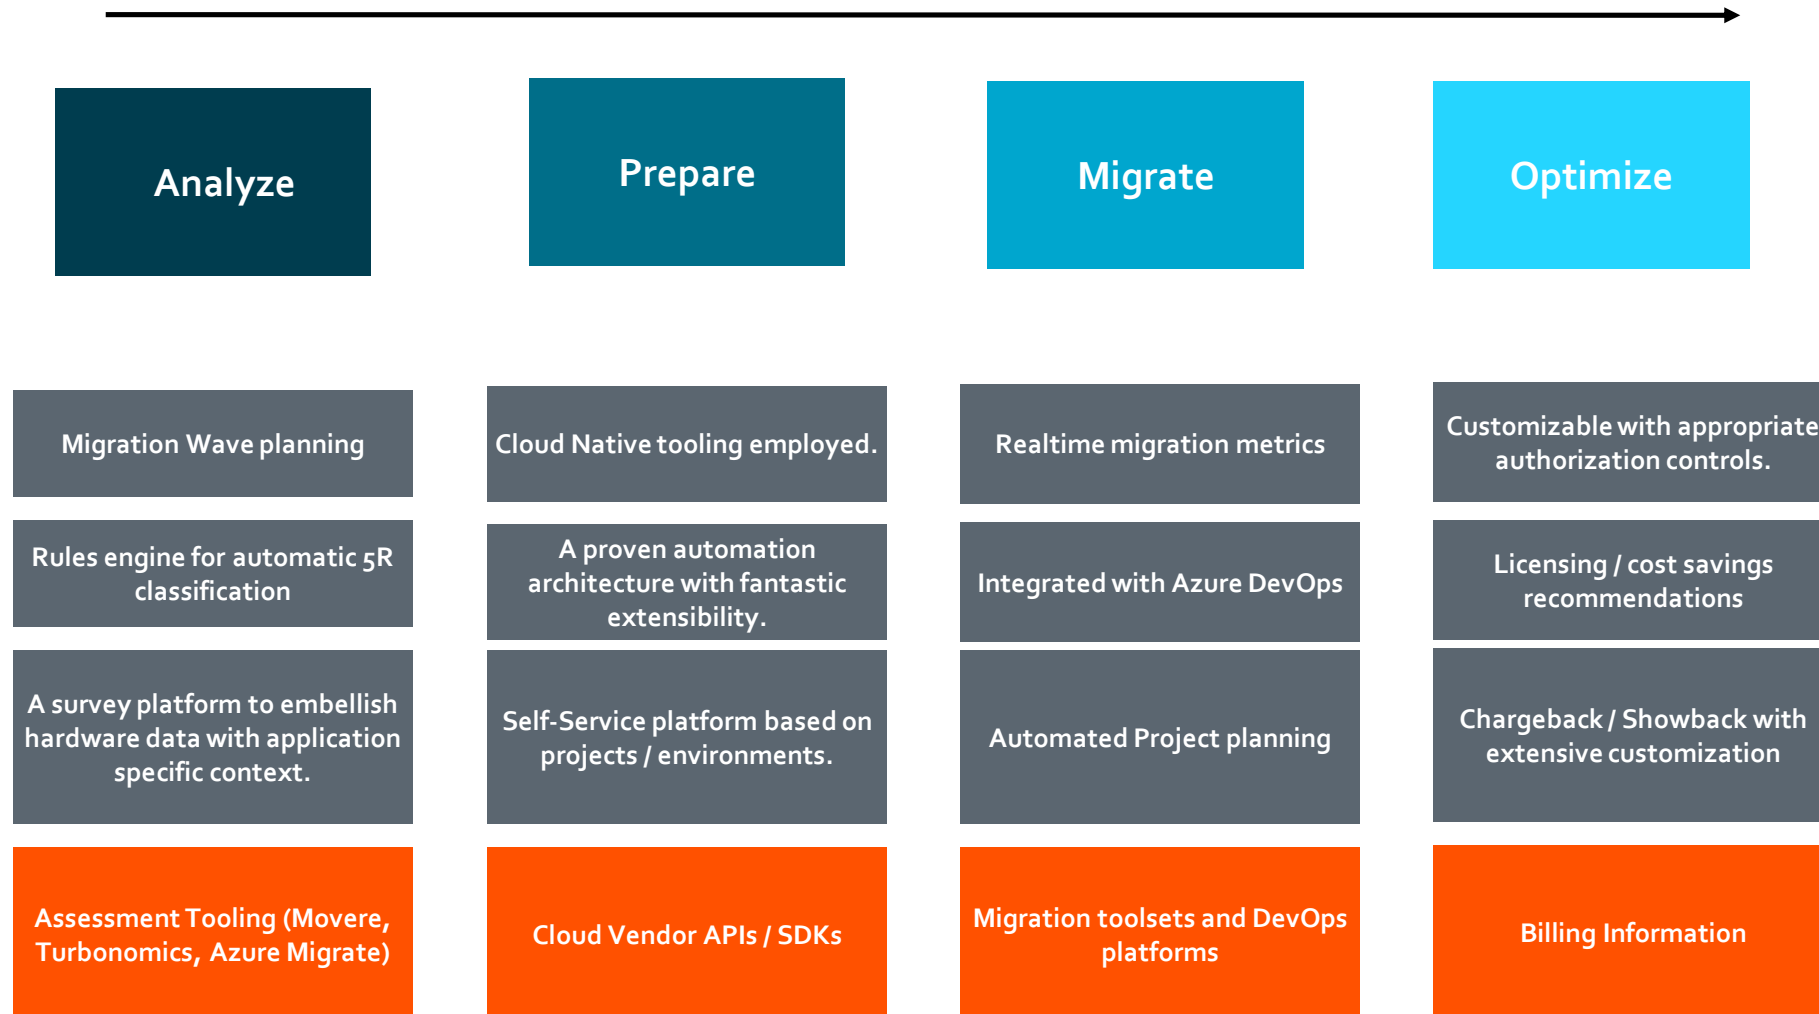 Analyze
Prepare
Migrate
Optimize
Migration Wave planning
Cloud Native tooling employed.
Realtime migration metrics
Customizable with appropriate
authorization controls.
Rules engine for automatic 5R
classification
A proven automation
architecture with fantastic
extensibility.
Integrated with Azure DevOps
Licensing / cost savings
recommendations
A survey platform to embellish
hardware data with application
specific context.
Self-Service platform based on
projects / environments.
Automated Project planning
Chargeback / Showback with
extensive customization
Assessment Tooling (Movere,
Turbonomics, Azure Migrate)
Cloud Vendor APIs / SDKs
Migration toolsets and DevOps
platforms
Billing Information